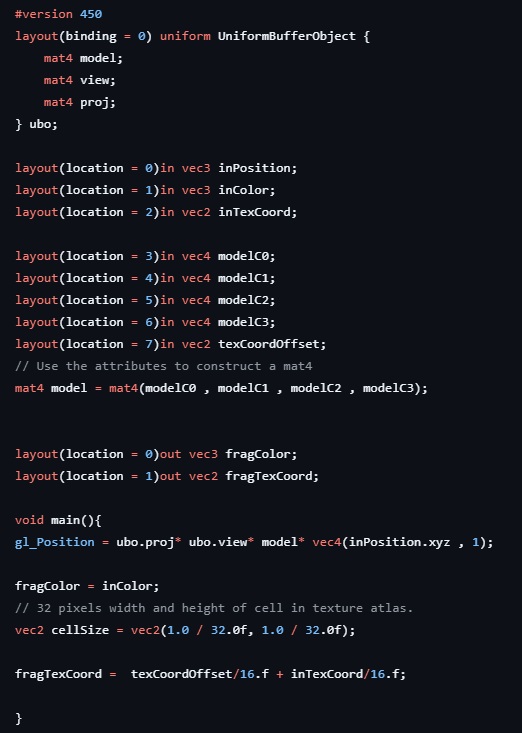 #version 450
layout(binding = 0) uniform UniformBufferObject {
    mat4 model;
    mat4 view;
    mat4 proj;
} ubo;

layout(location = 0)in vec3 inPosition;
layout(location = 1)in vec3 inColor;
layout(location = 2)in vec2 inTexCoord;

layout(location = 3)in vec4 modelC0;
layout(location = 4)in vec4 modelC1;
layout(location = 5)in vec4 modelC2;
layout(location = 6)in vec4 modelC3;
layout(location = 7)in vec2 texCoordOffset;
// Use the attributes to construct a mat4
mat4 model = mat4(modelC0 , modelC1 , modelC2 , modelC3);


layout(location = 0)out vec3 fragColor;
layout(location = 1)out vec2 fragTexCoord;

void main(){
gl_Position = ubo.proj* ubo.view* model* vec4(inPosition.xyz , 1);

fragColor = inColor;
// 32 pixels width and height of cell in texture atlas.
vec2 cellSize = vec2(1.0 / 32.0f, 1.0 / 32.0f);

fragTexCoord =  texCoordOffset/16.f + inTexCoord/16.f;

}